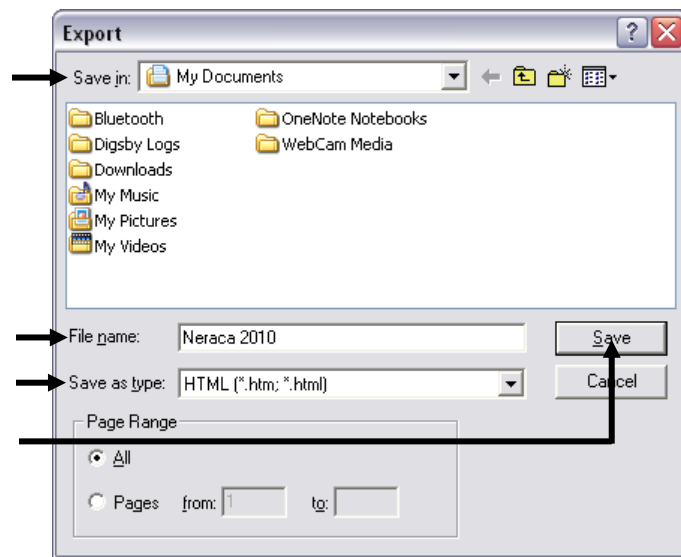 Export
Save in: My Documents
Bluetooth OneNote Notebooks
Digsby Logs WebCam Media
Downloads
My Music
My Pictures
My Videos
File name: Neraca 2010 Save
Save as type: HTML (*.htm; *.html) Cancel
Page Range
All
Pages from: 1 to: